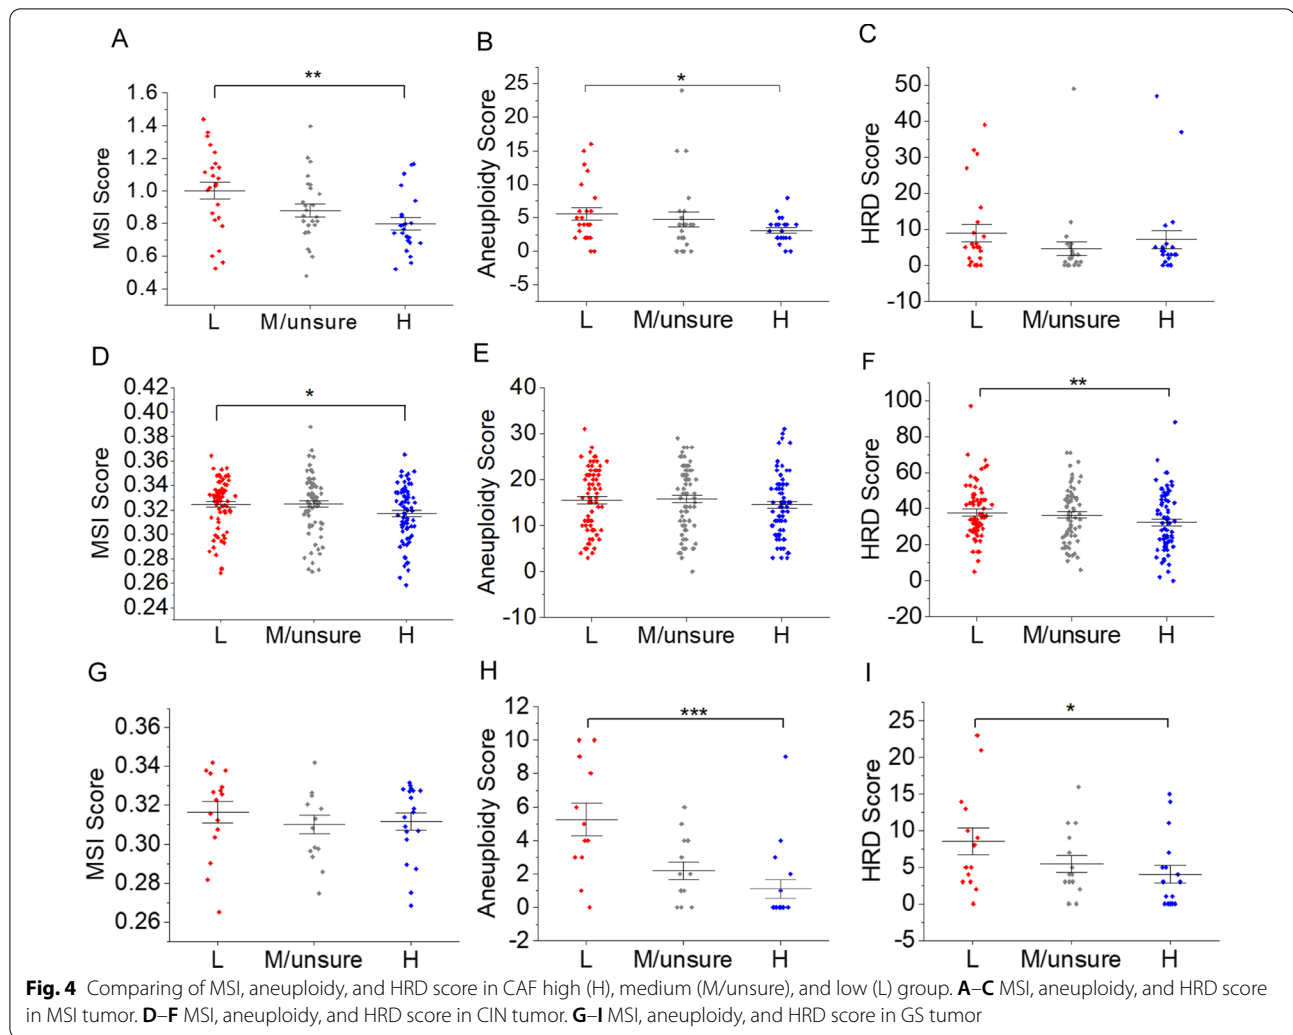 A
B
C
**
*
MSI Score
1.6
1.4
1.2
1.0
0.8
0.6
0.4
L M/unsure H
Aneuploidy Score
25
20
15
10
5
0
-5
L M/unsure H
HRD Score
50
40
30
20
10
0
-10
L M/unsure H
D
E
F
*
**
MSI Score
0.42
0.40
0.38
0.36
0.34
0.32
0.30
0.28
0.26
0.24
L M/unsure H
Aneuploidy Score
40
30
20
10
0
-10
L M/unsure H
HRD Score
100
80
60
40
20
0
-20
L M/unsure H
G
H
I
***
*
MSI Score
0.36
0.34
0.32
0.30
0.28
0.26
L M/unsure H
Aneuploidy Score
12
10
8
6
4
2
0
-2
L M/unsure H
HRD Score
25
20
15
10
5
0
-5
L M/unsure H
Fig. 4 Comparing of MSI, aneuploidy, and HRD score in CAF high (H), medium (M/unsure), and low (L) group. A–C MSI, aneuploidy, and HRD score
in MSI tumor. D–F MSI, aneuploidy, and HRD score in CIN tumor. G–I MSI, aneuploidy, and HRD score in GS tumor